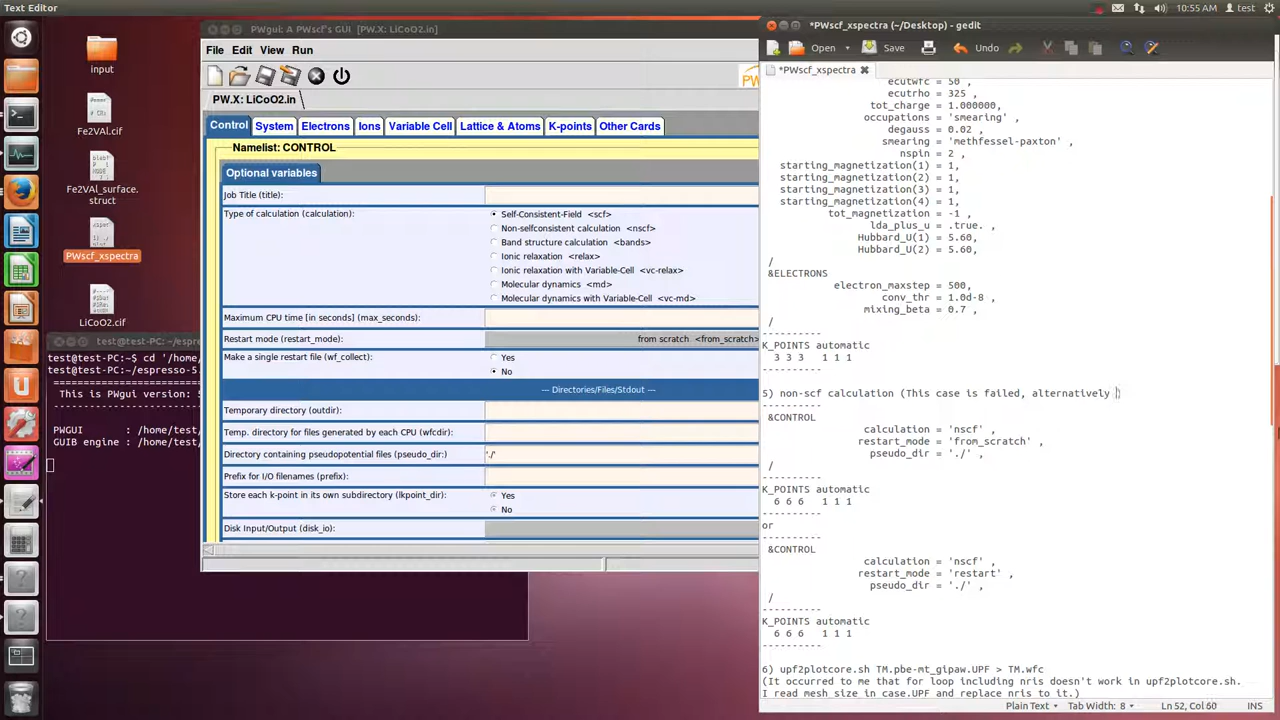 Text Editor
10:55 AM
test
input
Fe2VAl.cif
Fe2VAl_surface.
struct
PWscf_xspectra
LiCoO2.cif
test@test-PC:~$ cd '/home/
test@test-PC:~/espresso-5.
This is PWgui version: 5
PWGUI : /home/test/
GUIB engine : /home/test/
PWgui: A PWscf's GUI [PW.X: LiCoO2.in]
File Edit View Run
PW.X: LiCoO2.in
Control System Electrons Ions Variable Cell Lattice & Atoms K-points Other Cards
Namelist: CONTROL
Optional variables
Job Title (title):
Type of calculation (calculation):
Self-Consistent-Field <scf>
Non-selfconsistent calculation <nscf>
Band structure calculation <bands>
Ionic relaxation <relax>
Ionic relaxation with Variable-Cell <vc-relax>
Molecular dynamics <md>
Molecular dynamics with Variable-Cell <vc-md>
Maximum CPU time [in seconds] (max_seconds):
Restart mode (restart_mode): from scratch <from_scratch>
Make a single restart file (wf_collect): Yes
No
--- Directories/Files/Stdout ---
Temporary directory (outdir):
Temp. directory for files generated by each CPU (wfcdir):
Directory containing pseudopotential files (pseudo_dir:) './'
Prefix for I/O filenames (prefix):
Store each k-point in its own subdirectory (lkpoint_dir): Yes
No
Disk Input/Output (disk_io):
*PWscf_xspectra (~/Desktop) - gedit
Open Save Undo
*PWscf_xspectra
ecutwfc = 50 ,
ecutrho = 325 ,
tot_charge = 1.000000,
occupations = 'smearing' ,
degauss = 0.02 ,
smearing = 'methfessel-paxton' ,
nspin = 2 ,
starting_magnetization(1) = 1,
starting_magnetization(2) = 1,
starting_magnetization(3) = 1,
starting_magnetization(4) = 1,
tot_magnetization = -1 ,
lda_plus_u = .true. ,
Hubbard_U(1) = 5.60,
Hubbard_U(2) = 5.60,
/
&ELECTRONS
electron_maxstep = 500,
conv_thr = 1.0d-8 ,
mixing_beta = 0.7 ,
/
----------
K_POINTS automatic
3 3 3 1 1 1
----------
5) non-scf calculation (This case is failed, alternatively )
----------
&CONTROL
calculation = 'nscf' ,
restart_mode = 'from_scratch' ,
pseudo_dir = './' ,
/
----------
K_POINTS automatic
6 6 6 1 1 1
----------
or
----------
&CONTROL
calculation = 'nscf' ,
restart_mode = 'restart' ,
pseudo_dir = './' ,
/
----------
K_POINTS automatic
6 6 6 1 1 1
----------
6) upf2plotcore.sh TM.pbe-mt_gipaw.UPF > TM.wfc
(It occurred to me that for loop including nris doesn't work in upf2plotcore.sh.
I read mesh size in case.UPF and replace nris to it.)
Plain Text Tab Width: 8 Ln 52, Col 60 INS